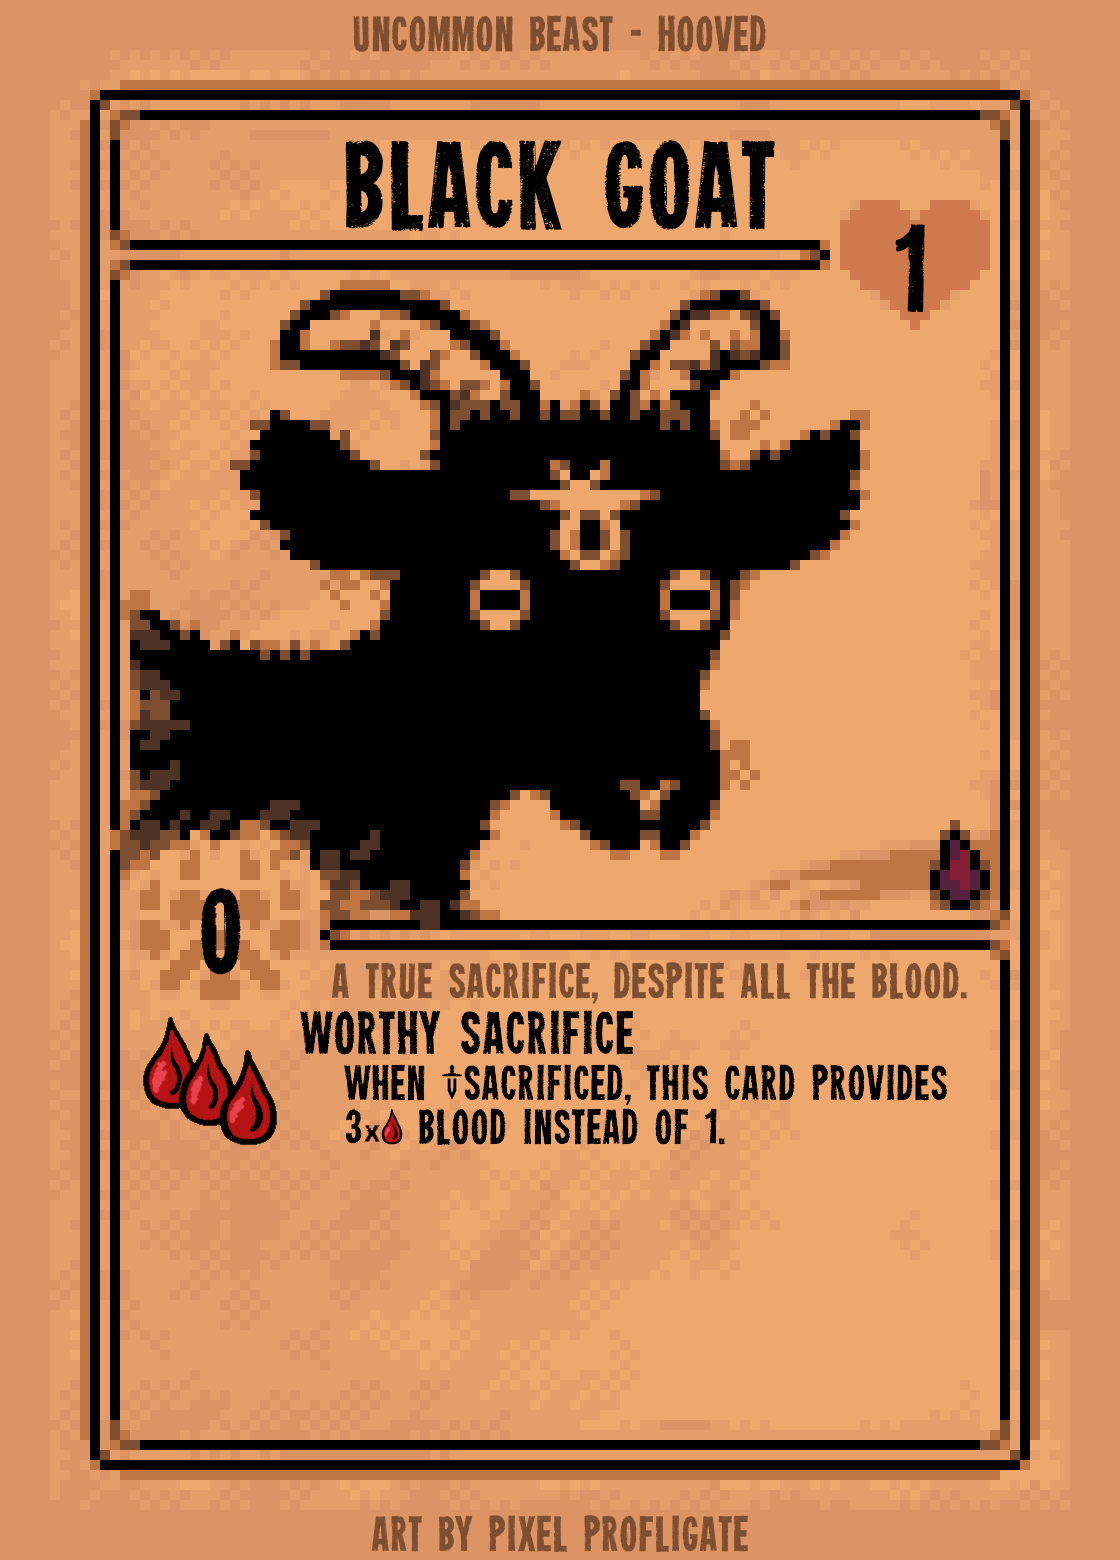 UNCOMMON BEAST - HOOVED
BLACK GOAT
1
0
A TRUE SACRIFICE, DESPITE ALL THE BLOOD.
WORTHY SACRIFICE
WHEN SACRIFICED, THIS CARD PROVIDES
3x BLOOD INSTEAD OF 1.
ART BY PIXEL PROFLIGATE